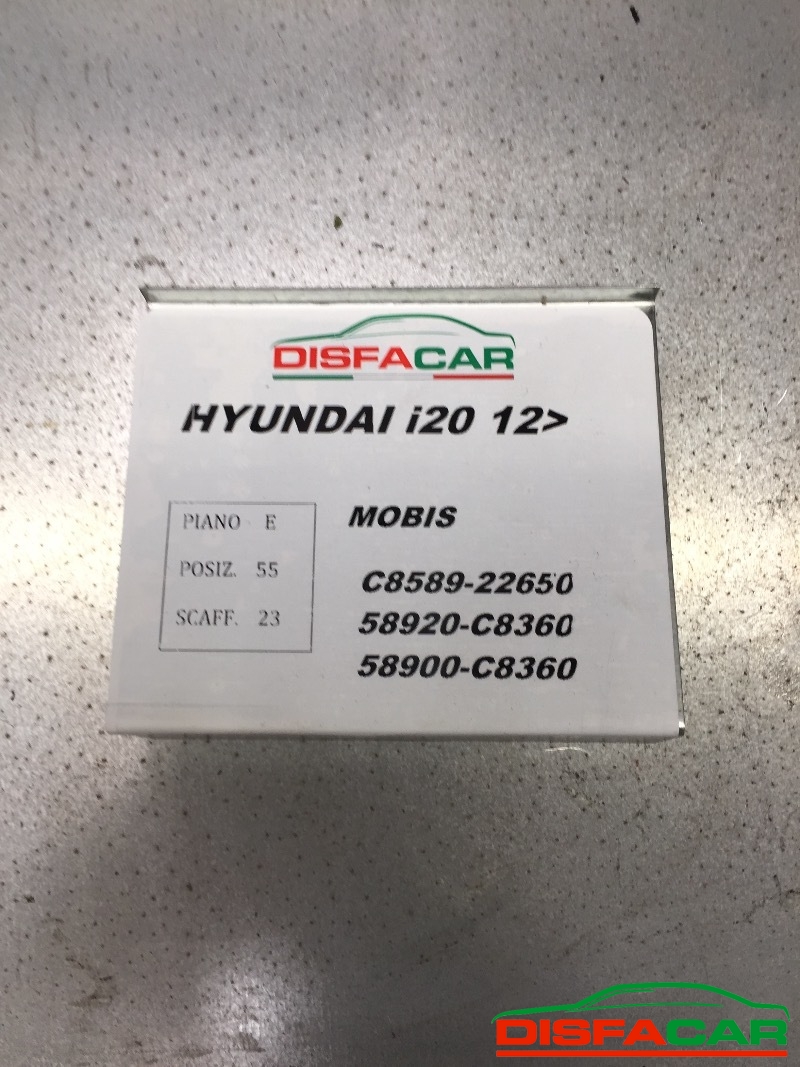 DISFACAR
HYUNDAI i20 12>
PIANO E
POSIZ. 55
SCAFF. 23
MOBIS
C8589-22650
58920-C8360
58900-C8360
DISFACAR